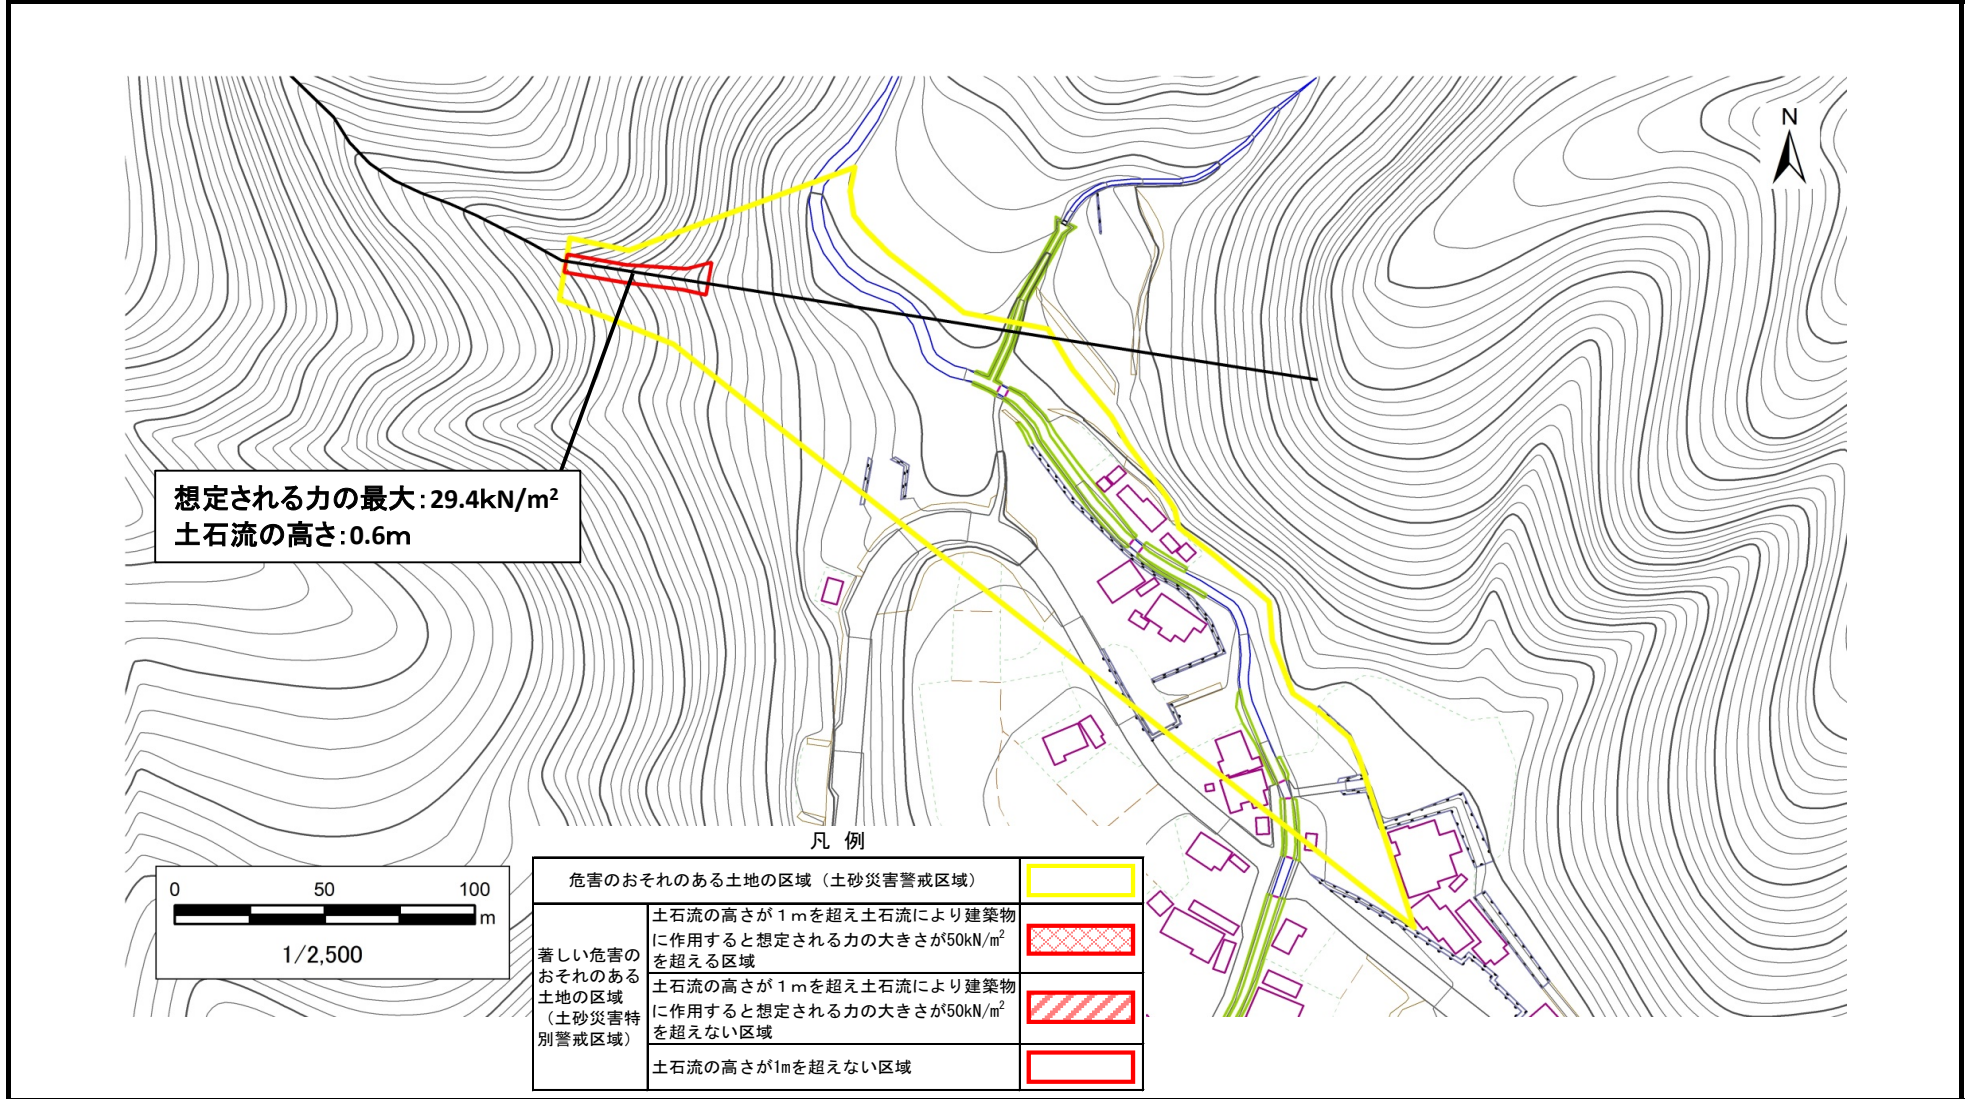 N
想定される力の最大:29.4kN/m²
土石流の高さ:0.6m
凡 例
危害のおそれのある土地の区域（土砂災害警戒区域）
著しい危害の
おそれのある
土地の区域
（土砂災害特
別警戒区域）
土石流の高さが１ｍを超え土石流により建築物
に作用すると想定される力の大きさが50kN/m²
を超える区域
土石流の高さが１ｍを超え土石流により建築物
に作用すると想定される力の大きさが50kN/m²
を超えない区域
土石流の高さが1mを超えない区域
0 50 100
m
1/2,500